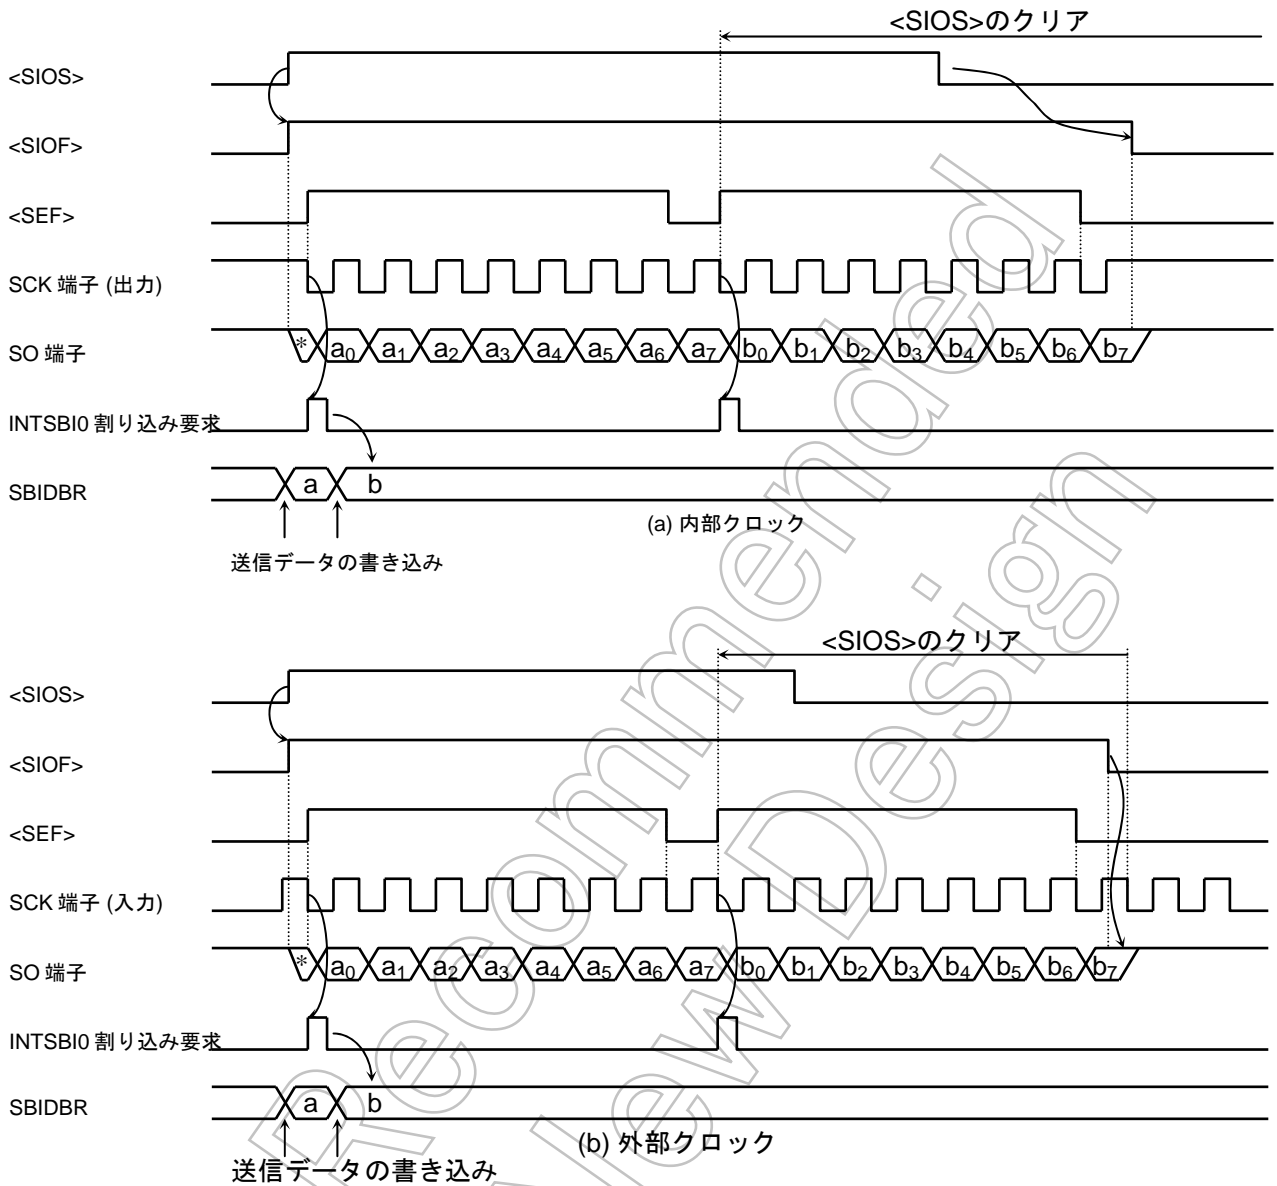 <SIOS>のクリア
<SIOS>
<SIOF>
<SEF>
SCK 端子 (出力)
SO 端子
* a0 a1 a2 a3 a4 a5 a6 a7 b0 b1 b2 b3 b4 b5 b6 b7
INTSBI0 割り込み要求
SBIDBR
a b
(a) 内部クロック
送信データの書き込み
<SIOS>のクリア
<SIOS>
<SIOF>
<SEF>
SCK 端子 (入力)
SO 端子
* a0 a1 a2 a3 a4 a5 a6 a7 b0 b1 b2 b3 b4 b5 b6 b7
INTSBI0 割り込み要求
SBIDBR
a b
(b) 外部クロック
送信データの書き込み
Recommended
New Design